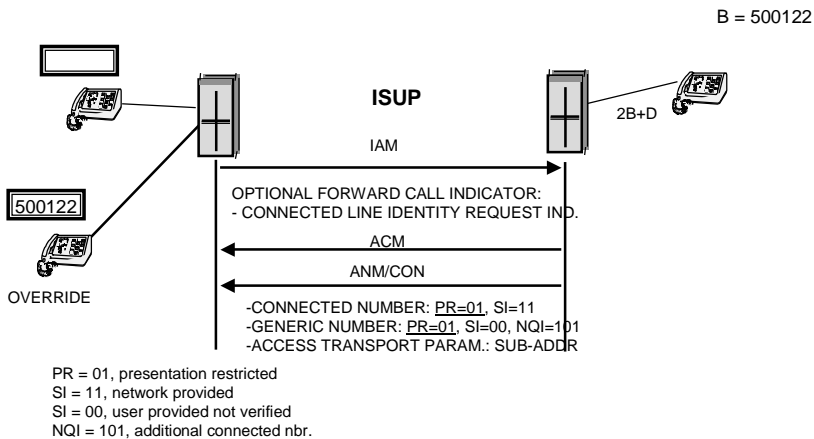 B = 500122
ISUP
2B+D
IAM
OPTIONAL FORWARD CALL INDICATOR:
- CONNECTED LINE IDENTITY REQUEST IND.
500122
ACM
ANM/CON
OVERRIDE
-CONNECTED NUMBER: PR=01, SI=11
-GENERIC NUMBER: PR=01, SI=00, NQI=101
-ACCESS TRANSPORT PARAM.: SUB-ADDR
PR = 01, presentation restricted
SI = 11, network provided
SI = 00, user provided not verified
NQI = 101, additional connected nbr.